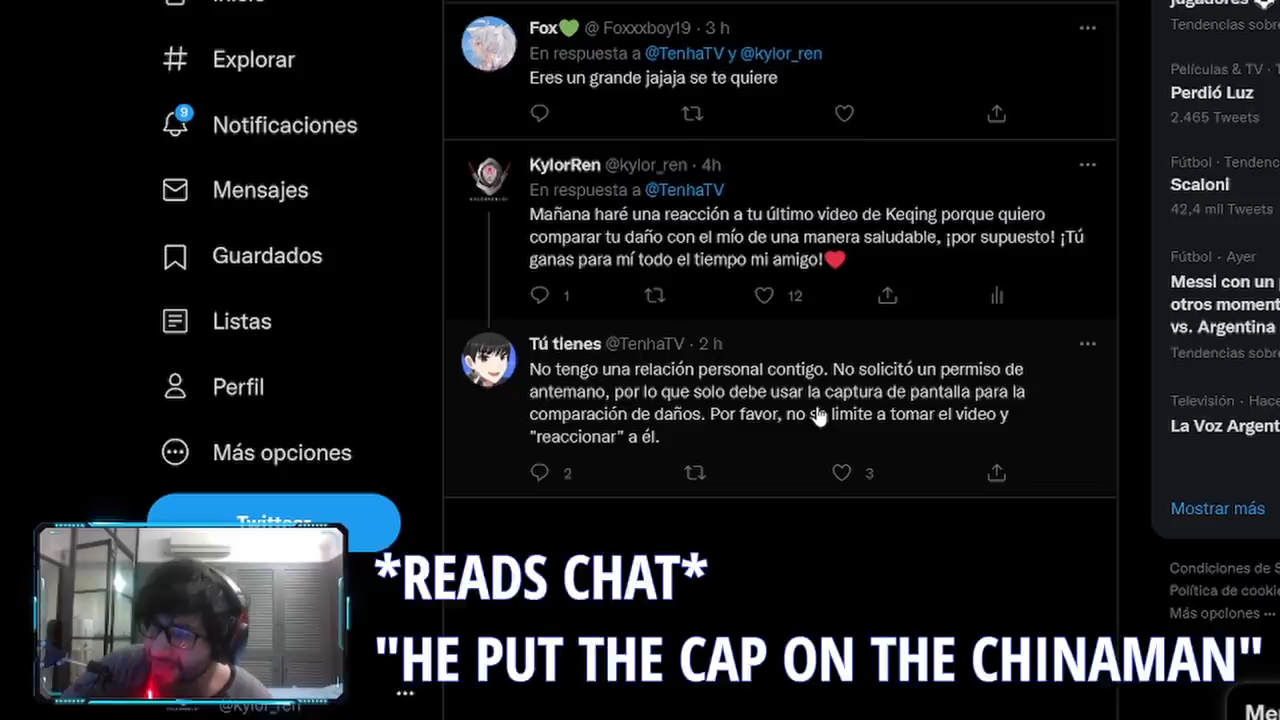 Explorar
9
Notificaciones
Mensajes
Guardados
Listas
Perfil
Más opciones
Twittear
Fox💚 @Foxxxboy19 · 3 h
En respuesta a @TenhaTV y @kylor_ren
Eres un grande jajaja se te quiere
KylorRen @kylor_ren · 4h
En respuesta a @TenhaTV
Mañana haré una reacción a tu último video de Keqing porque quiero
comparar tu daño con el mío de una manera saludable, ¡por supuesto! ¡Tú
ganas para mí todo el tiempo mi amigo!❤️
1
12
Tú tienes @TenhaTV · 2 h
No tengo una relación personal contigo. No solicitó un permiso de
antemano, por lo que solo debe usar la captura de pantalla para la
comparación de daños. Por favor, no se limite a tomar el video y
"reaccionar" a él.
2
3
jugadores
Tendencias
Películas & TV ·
Perdió Luz
2.465 Tweets
Fútbol · Tendenc
Scaloni
42,4 mil Tweets
Fútbol · Ayer
Messi con un
otros moment
vs. Argentina
Tendencias
Televisión · Hace
La Voz Argent
Mostrar más
Condiciones de S
Política de cookie
Más opciones ···
@kylor_ren
*READS CHAT*
"HE PUT THE CAP ON THE CHINAMAN"
Me